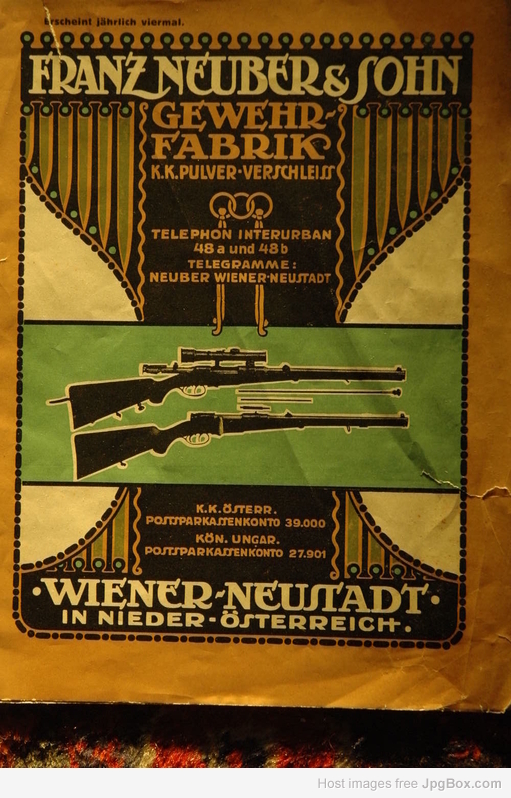 Erscheint jährlich viermal.
FRANZ NEUBER & SOHN
GEWEHR-
FABRIK
K.K. PULVER-VERSCHLEISS
TELEPHON INTERURBAN
48 a und 48 b
TELEGRAMME:
NEUBER WIENER-NEUSTADT
K.K. ÖSTERR.
POSTSPARKASSENKONTO 39.000
KÖN. UNGAR.
POSTSPARKASSENKONTO 27.901
·WIENER-NEUSTADT·
IN NIEDER-ÖSTERREICH.
Host images free JpgBox.com